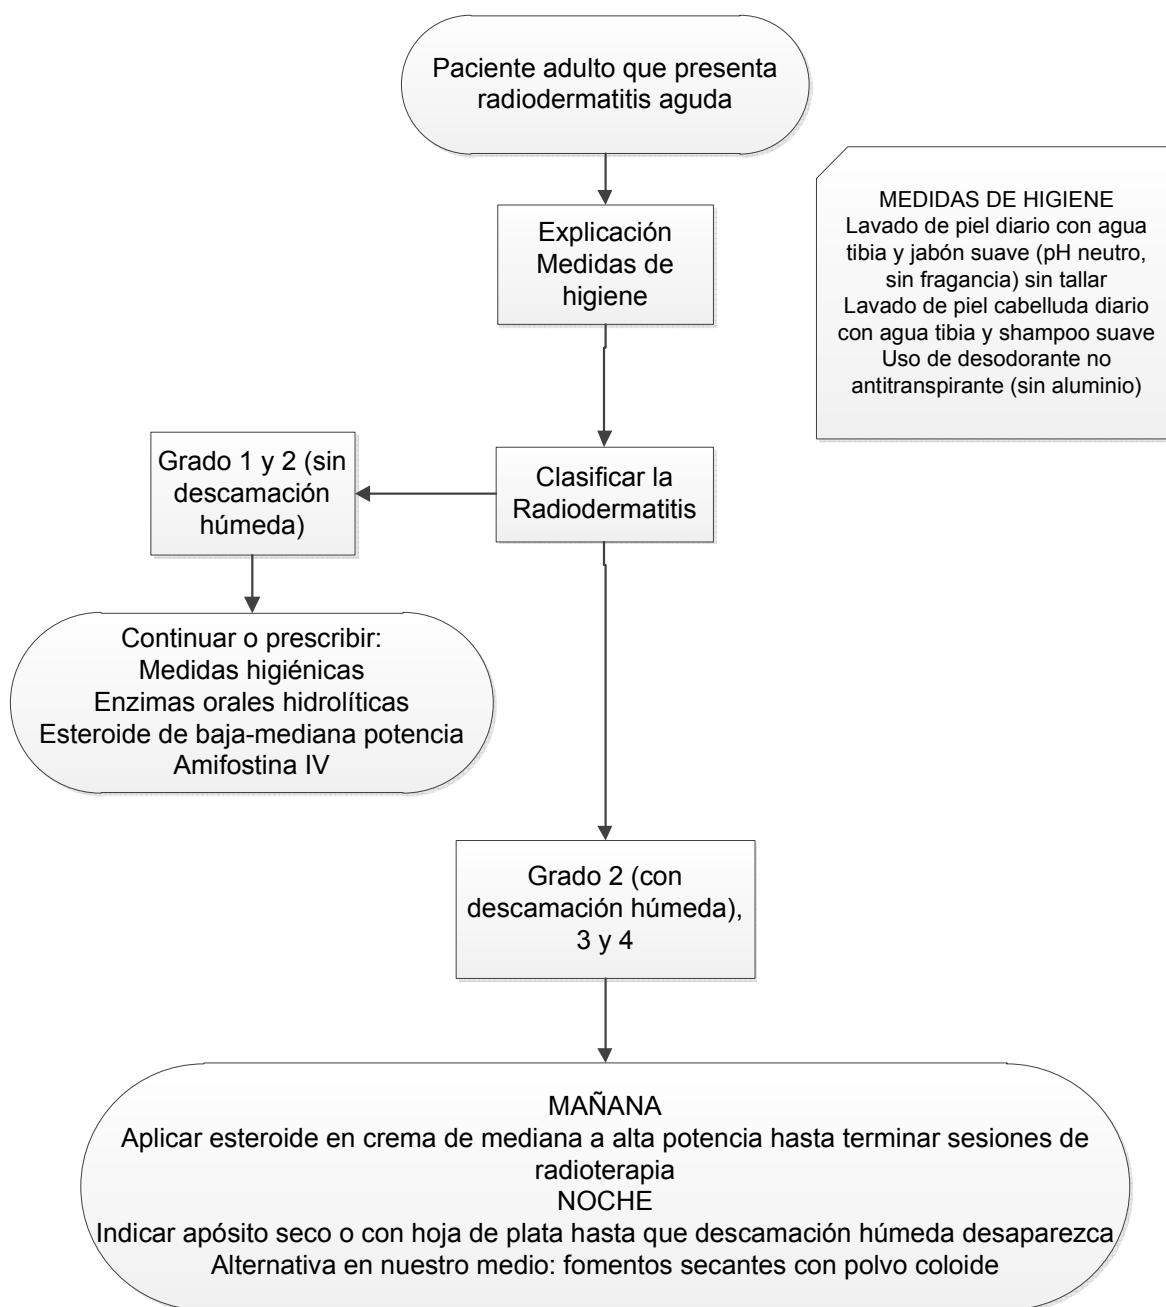 Paciente adulto que presenta
radiodermatitis aguda
Explicación
Medidas de
higiene
MEDIDAS DE HIGIENE
Lavado de piel diario con agua
tibia y jabón suave (pH neutro,
sin fragancia) sin tallar
Lavado de piel cabelluda diario
con agua tibia y shampoo suave
Uso de desodorante no
antitranspirante (sin aluminio)
Clasificar la
Radiodermatitis
Grado 1 y 2 (sin
descamación
húmeda)
Continuar o prescribir:
Medidas higiénicas
Enzimas orales hidrolíticas
Esteroide de baja-mediana potencia
Amifostina IV
Grado 2 (con
descamación húmeda),
3 y 4
MAÑANA
Aplicar esteroide en crema de mediana a alta potencia hasta terminar sesiones de
radioterapia
NOCHE
Indicar apósito seco o con hoja de plata hasta que descamación húmeda desaparezca
Alternativa en nuestro medio: fomentos secantes con polvo coloide